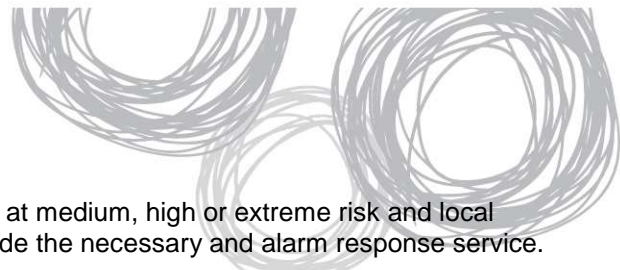 at medium, high or extreme risk and local
de the necessary and alarm response service.